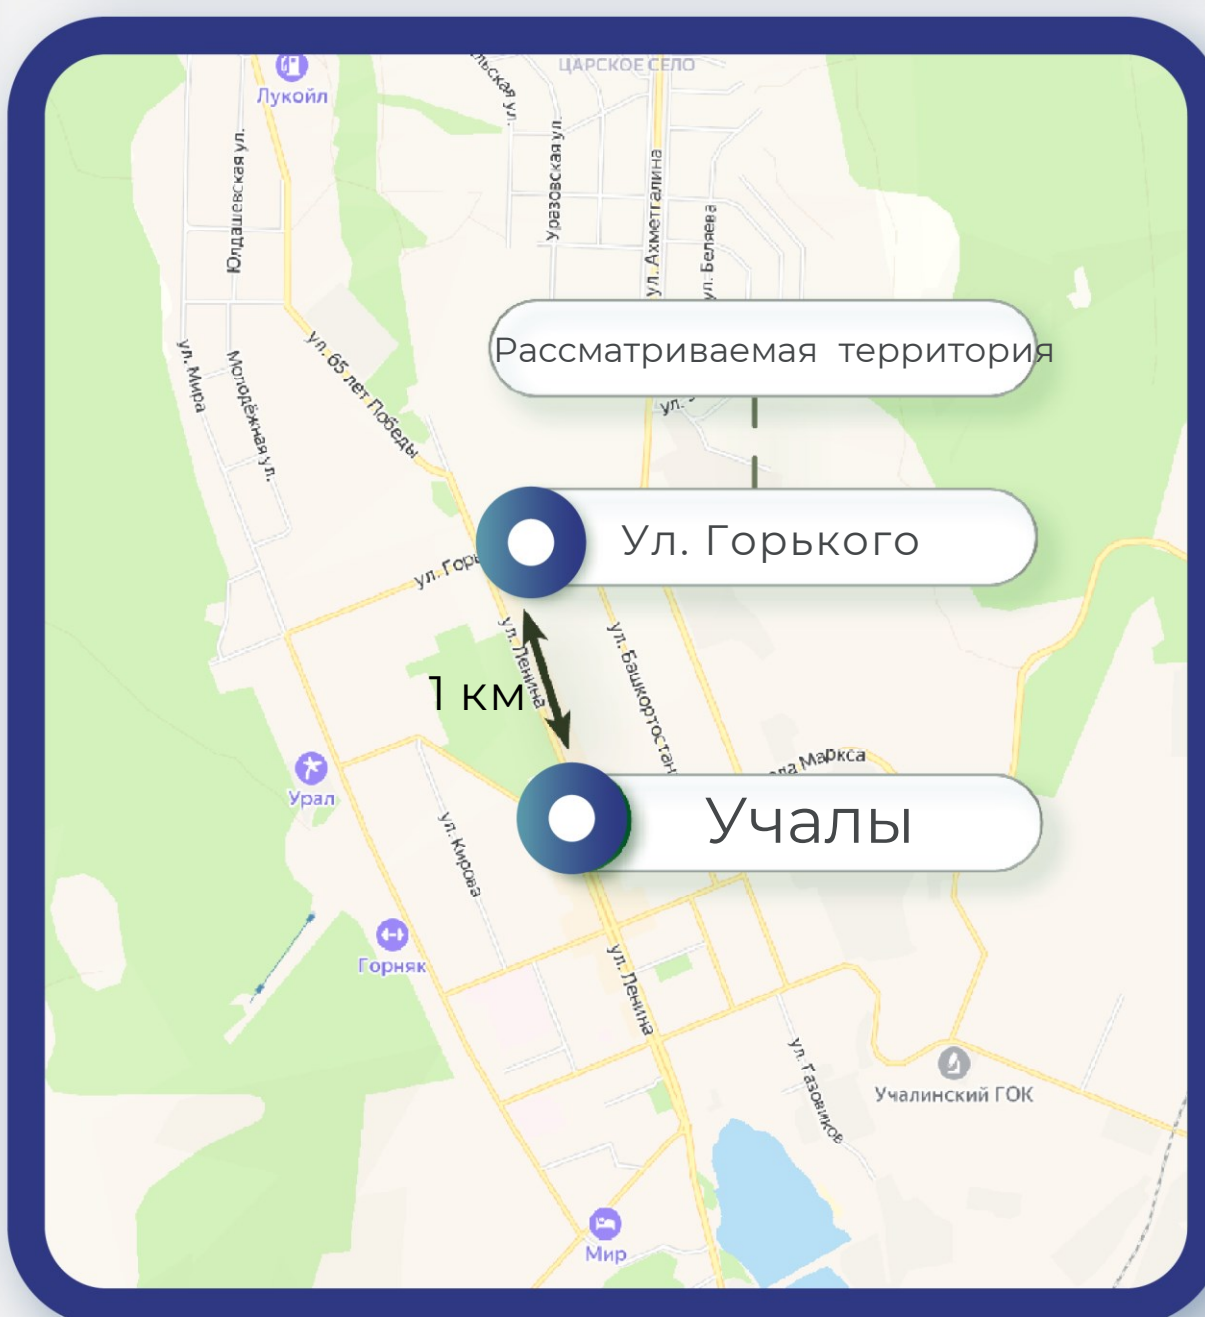 ЦАРСКОЕ СЕЛО
Лукойл
Юлдашевская ул.
Уразовская ул.
ул. Ахметгалина
ул. Беляева
Рассматриваемая территория
ул. Мира
Молодёжная ул.
ул. 65 лет Победы
ул.
Ул. Горького
ул. Горь
ул. Ленина
ул. Башкортостан
1 км
Маркса
Урал
Учалы
ул. Кирова
Горняк
ул. Ленина
ул. Газовиков
Учалинский ГОК
Мир